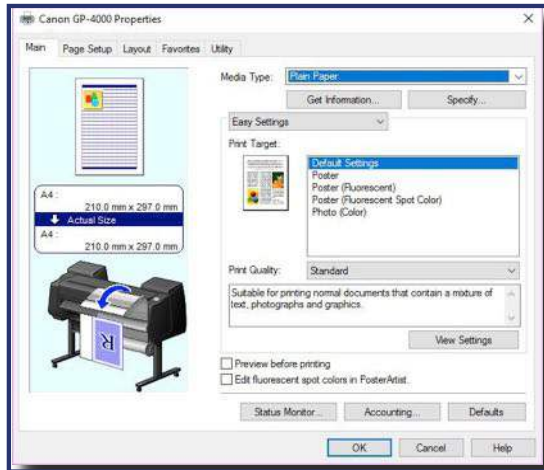 Canon GP-4000 Properties
Main Page Setup Layout Favorites Utility
Media Type: Plain Paper
Get Information... Specify...
Easy Settings
Print Target:
Default Settings
Poster
Poster (Fluorescent)
Poster (Fluorescent Spot Color)
Photo (Color)
A4 :
210.0 mm x 297.0 mm
Actual Size
A4 :
210.0 mm x 297.0 mm
R
Print Quality: Standard
Suitable for printing normal documents that contain a mixture of
text, photographs and graphics.
View Settings
Preview before printing
Edit fluorescent spot colors in PosterArtist.
Status Monitor... Accounting... Defaults
OK Cancel Help